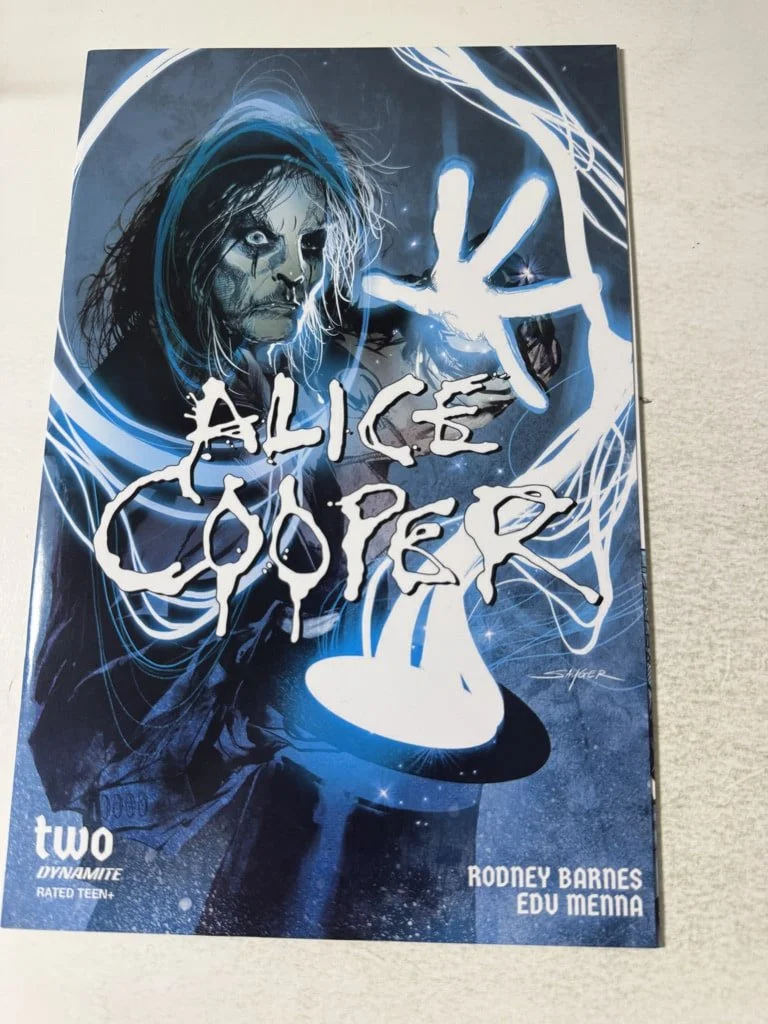 ALICE
COOPER
SAYGER
two
DYNAMITE
RATED TEEN+
RODNEY BARNES
EDU MENNA